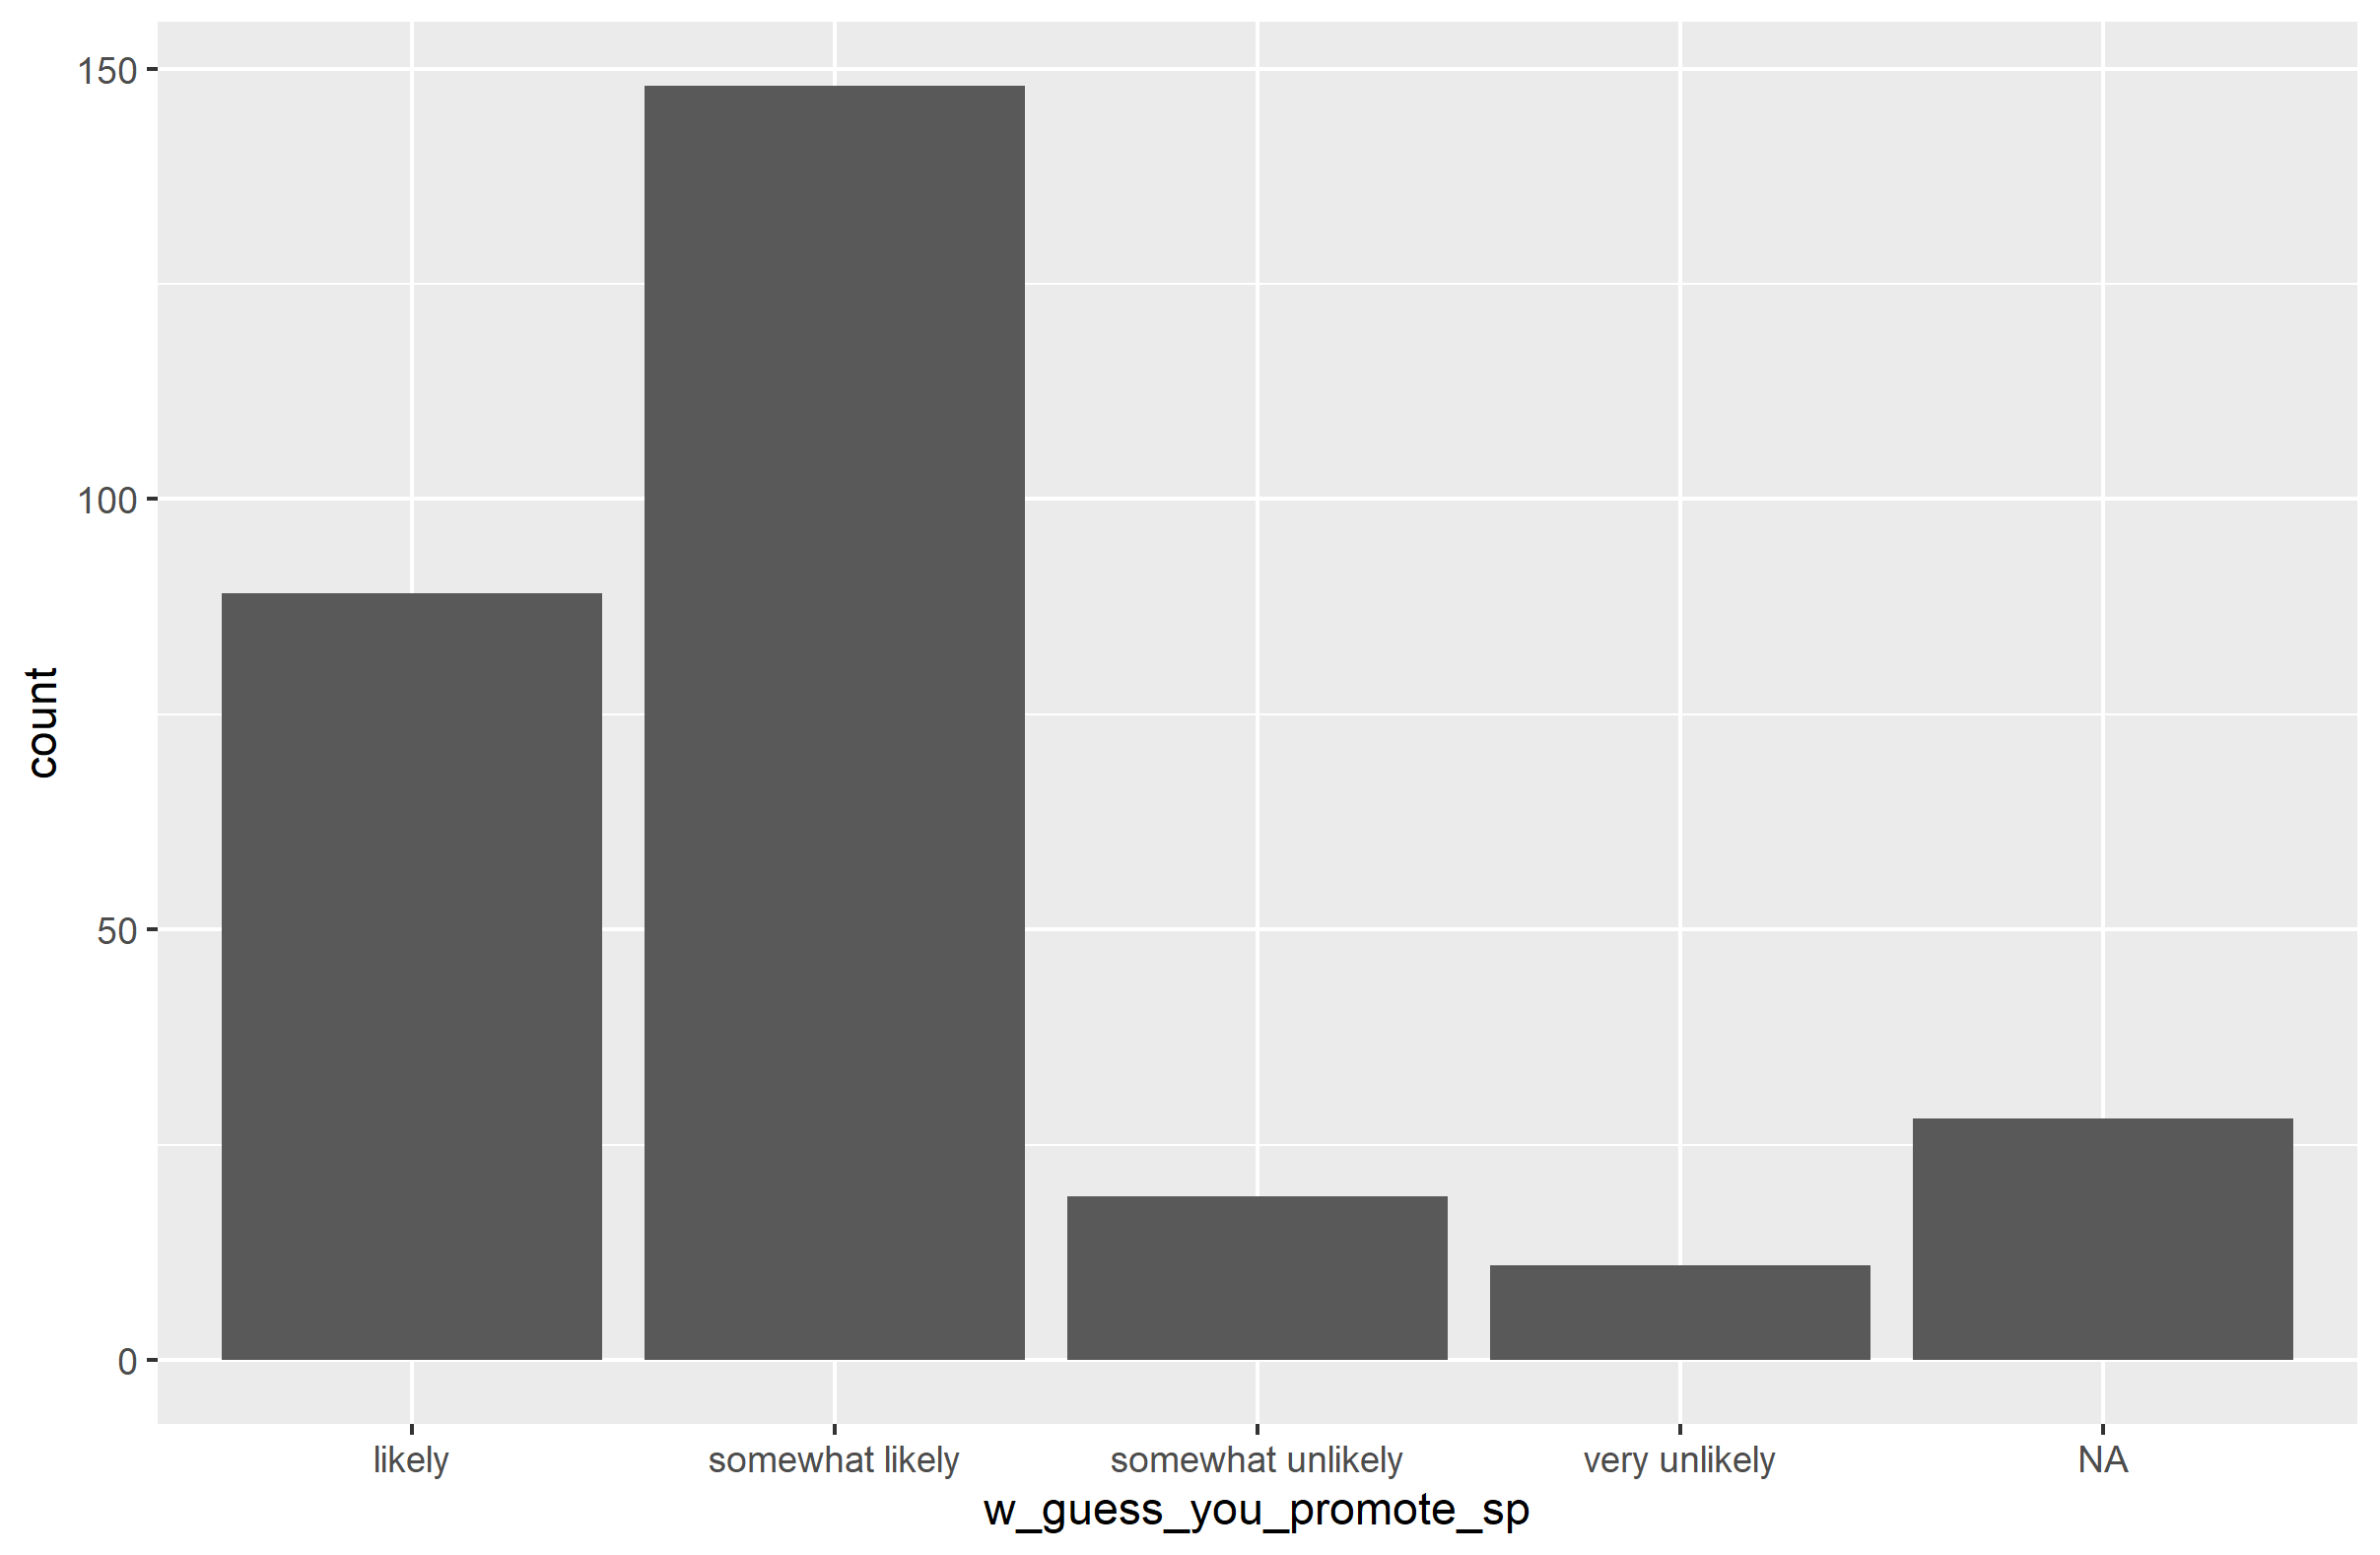 150
100
50
0
count
likely
somewhat likely
somewhat unlikely
very unlikely
NA
w_guess_you_promote_sp